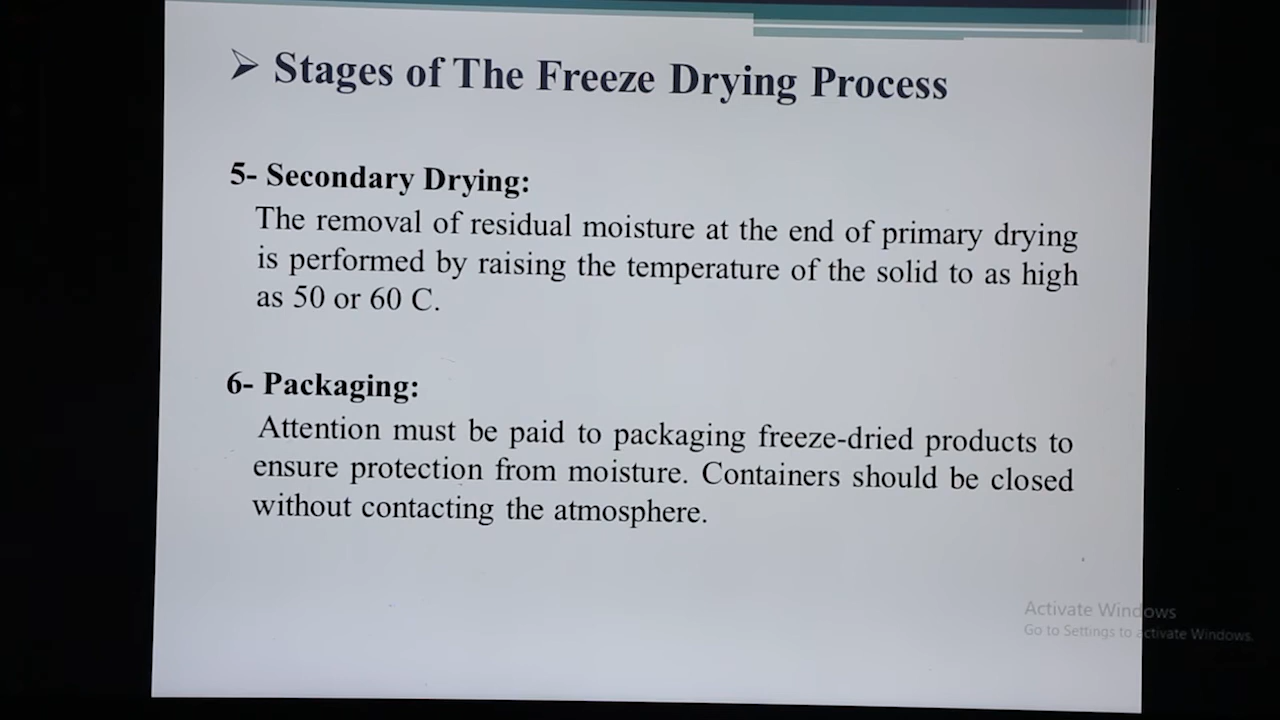 ➢ Stages of The Freeze Drying Process
5- Secondary Drying:
The removal of residual moisture at the end of primary drying
is performed by raising the temperature of the solid to as high
as 50 or 60 C.
6- Packaging:
Attention must be paid to packaging freeze-dried products to
ensure protection from moisture. Containers should be closed
without contacting the atmosphere.
Activate Windows
Go to Settings to activate Windows.